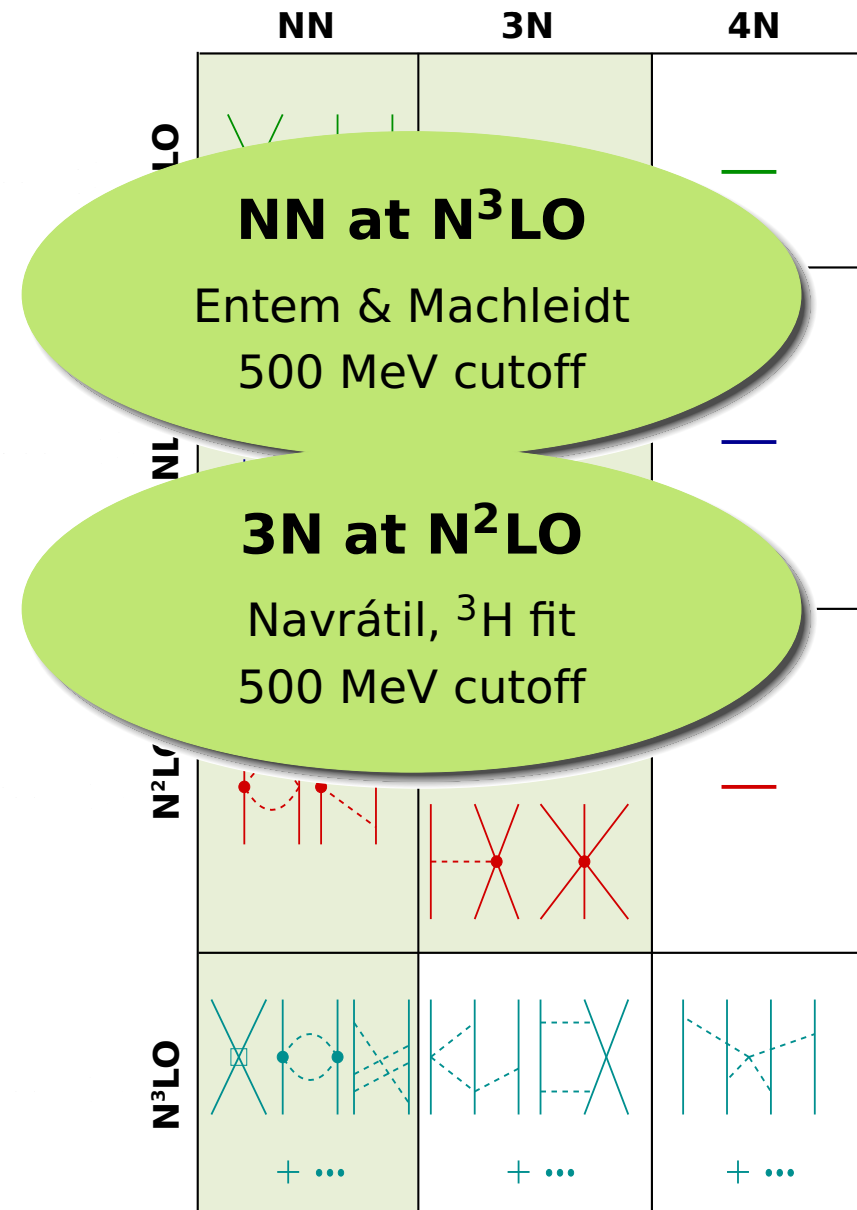 NN 3N 4N
LO
NN at N³LO
Entem & Machleidt
500 MeV cutoff
NL
3N at N²LO
Navrátil, ³H fit
500 MeV cutoff
N²LO
N³LO
+ ••• + ••• + •••